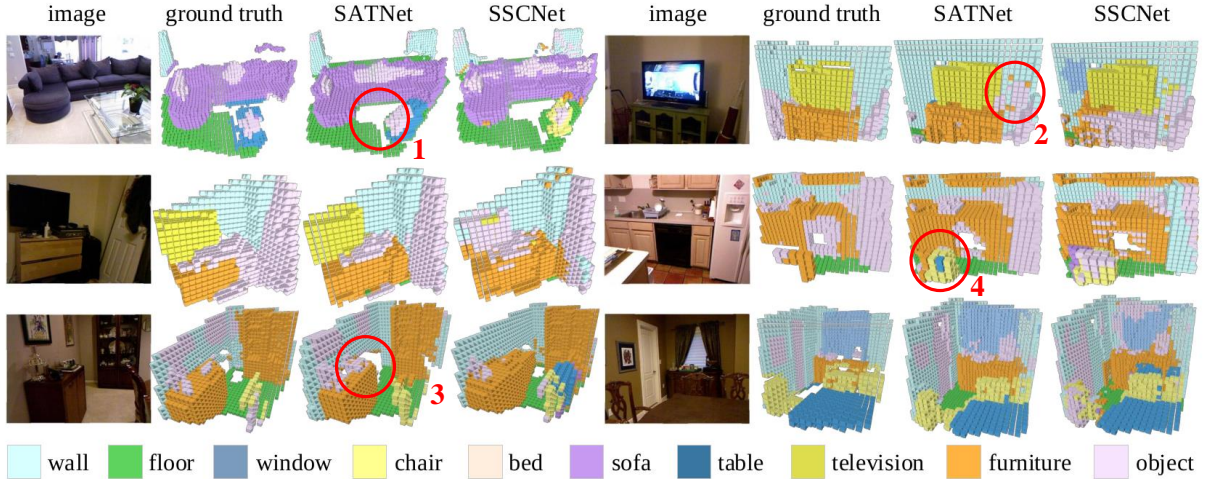 image ground truth SATNet SSCNet image ground truth SATNet SSCNet
1
2
4
3
wall floor window chair bed sofa table television furniture object